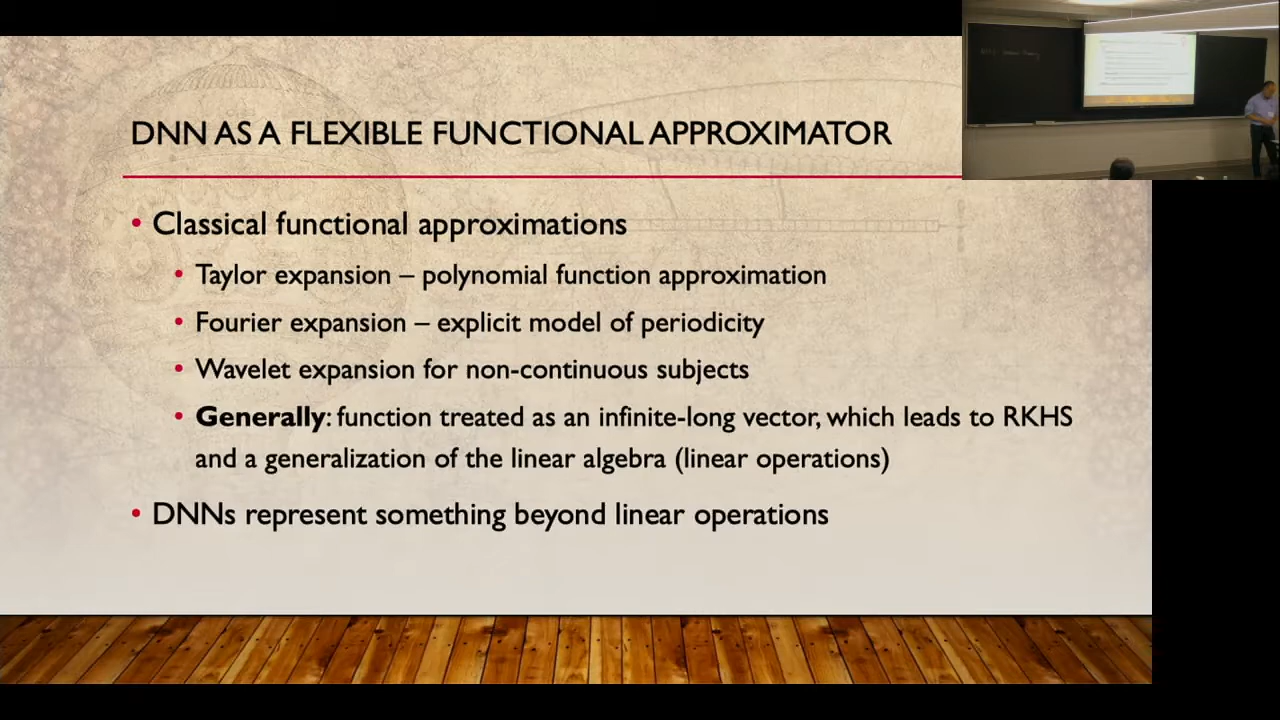 DNN AS A FLEXIBLE FUNCTIONAL APPROXIMATOR
• Classical functional approximations
• Taylor expansion – polynomial function approximation
• Fourier expansion – explicit model of periodicity
• Wavelet expansion for non-continuous subjects
• Generally: function treated as an infinite-long vector, which leads to RKHS
and a generalization of the linear algebra (linear operations)
• DNNs represent something beyond linear operations